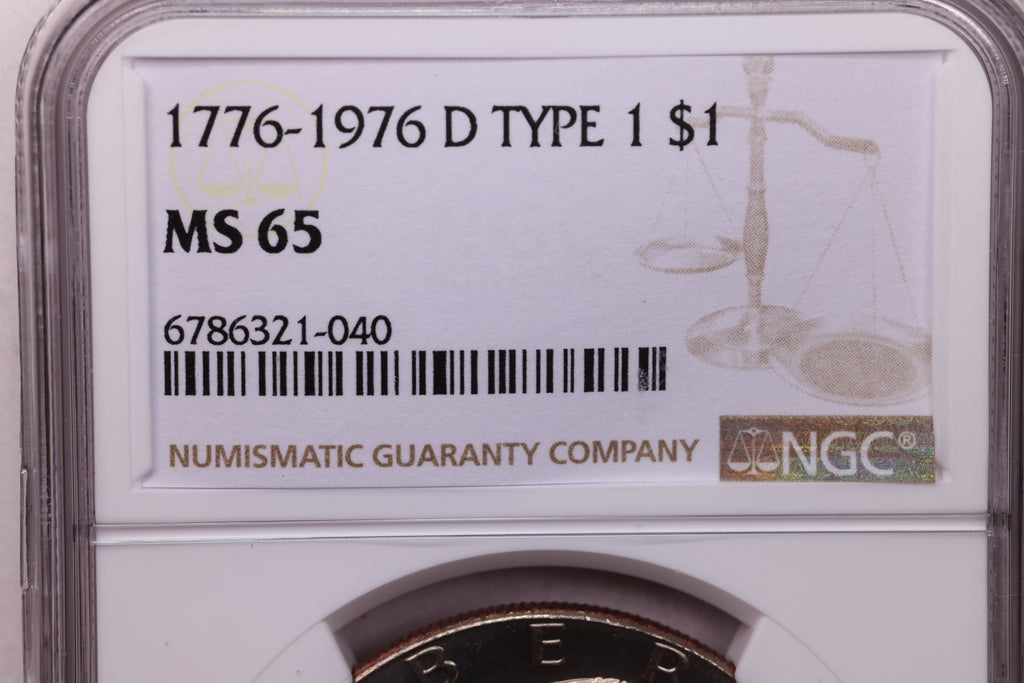 1776-1976 D TYPE 1 $1
MS 65
6786321-040
NUMISMATIC GUARANTY COMPANY
NGC®
B E R